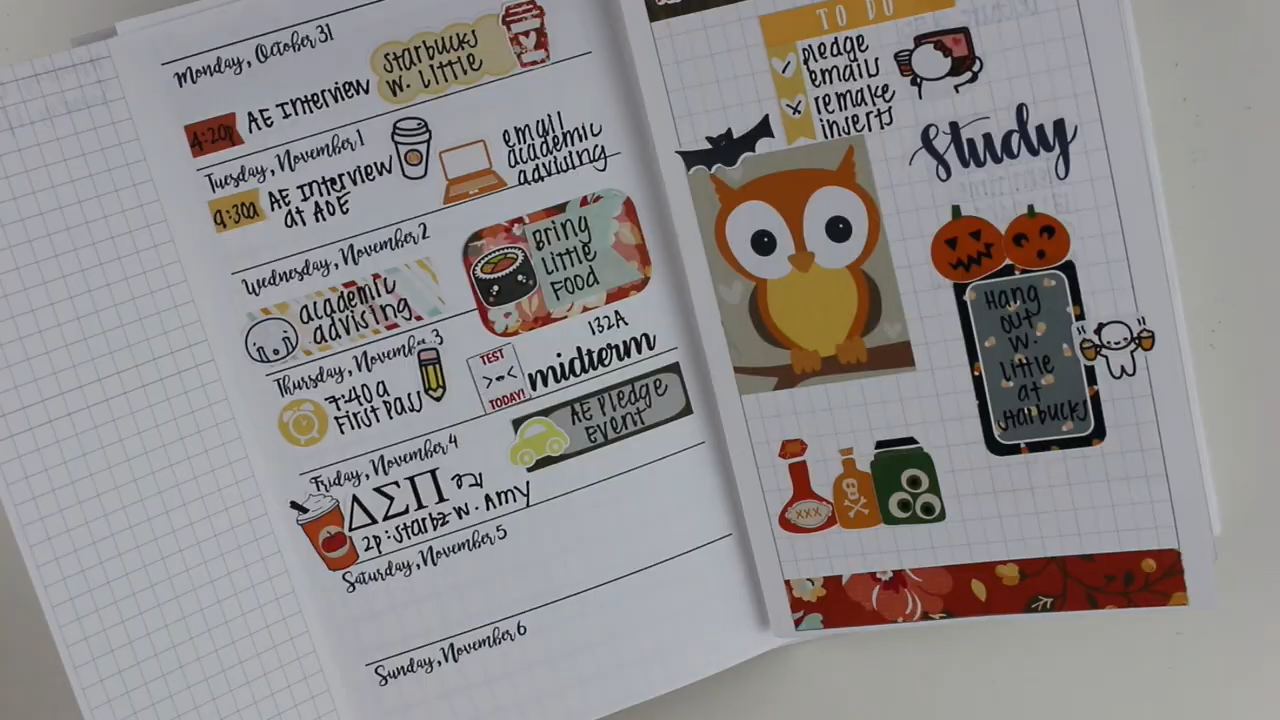 Monday, October 31
Starbucks
w. Little
4:20p
AE Interview
Tuesday, November 1
9:30a
AE Interview
at AOE
email
academic
advising
Wednesday, November 2
academic
advising
Bring
Little
Food
Thursday, November 3
7:40a
First Pass
TEST
TODAY!
132A
midterm
AE Pledge
Event
Friday, November 4
ΔΣΠ
2p: starbz w. Amy
Saturday, November 5
Sunday, November 6
TO DO
pledge
emails
remake
inserts
Study
Hang
out
w.
Little
at
Starbucks
XXX